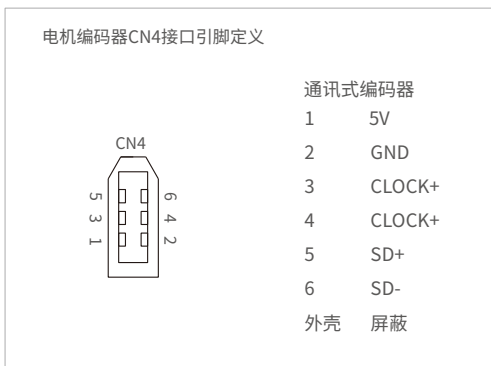 电机编码器CN4接口引脚定义
通讯式编码器
1 5V
2 GND
3 CLOCK+
4 CLOCK+
5 SD+
6 SD-
外壳 屏蔽
CN4
5 6
3 4
1 2